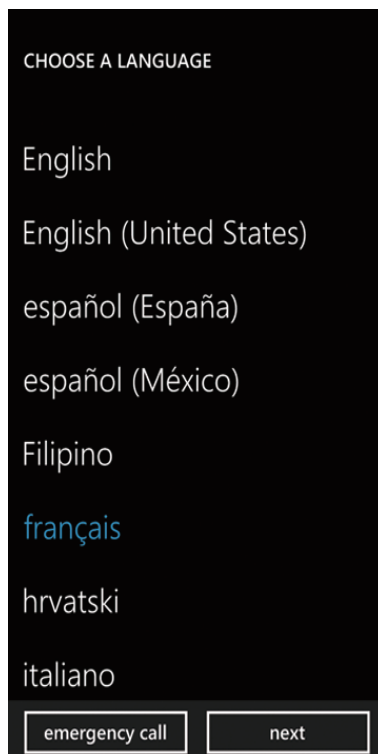 CHOOSE A LANGUAGE
English
English (United States)
español (España)
español (México)
Filipino
français
hrvatski
italiano
emergency call next